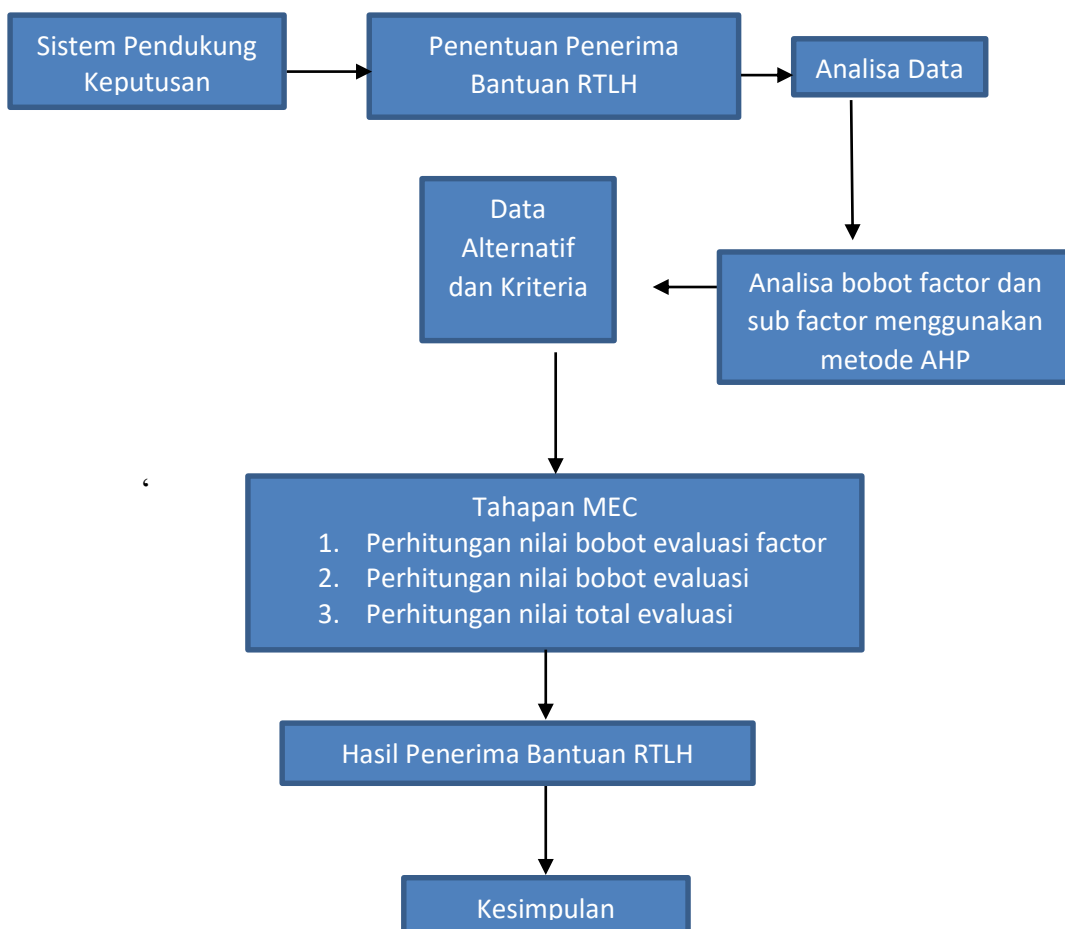 Sistem Pendukung
Keputusan
Penentuan Penerima
Bantuan RTLH
Analisa Data
Data
Alternatif
dan Kriteria
Analisa bobot factor dan
sub factor menggunakan
metode AHP
‘
Tahapan MEC
1. Perhitungan nilai bobot evaluasi factor
2. Perhitungan nilai bobot evaluasi
3. Perhitungan nilai total evaluasi
Hasil Penerima Bantuan RTLH
Kesimpulan